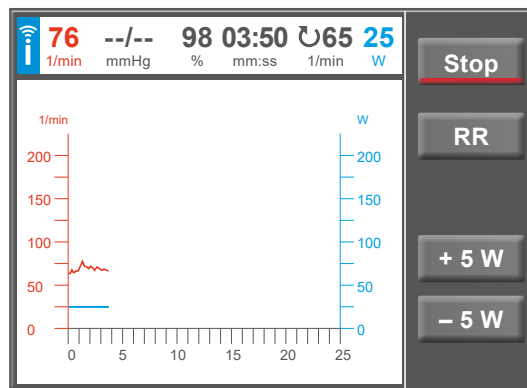 76 --/-- 98 03:50 ↻65 25
1/min mmHg % mm:ss 1/min W
Stop
RR
1/min W
200 200
150 150
100 100
50 50
0 0
0 5 10 15 20 25
+ 5 W
– 5 W